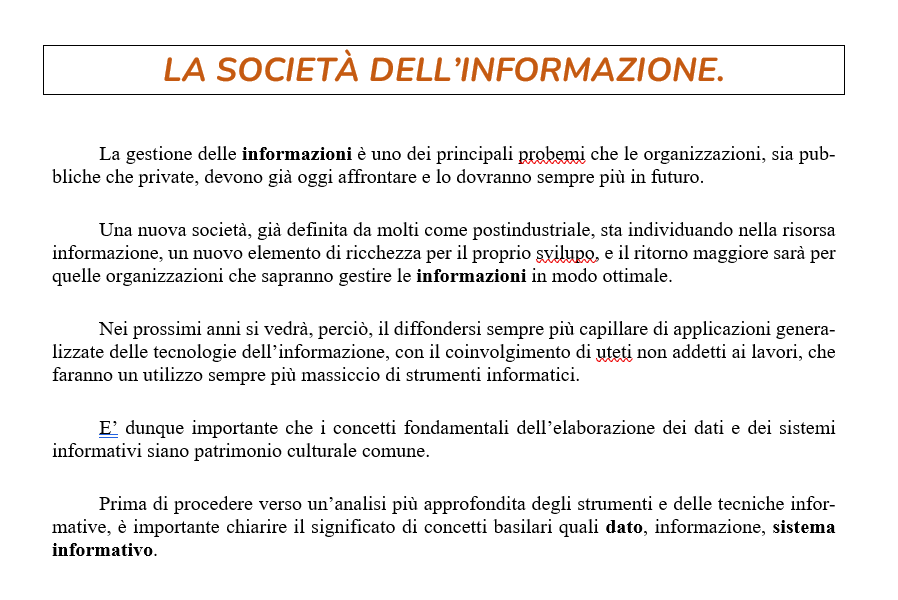 LA SOCIETÀ DELL’INFORMAZIONE.
La gestione delle informazioni è uno dei principali probemi che le organizzazioni, sia pub-
bliche che private, devono già oggi affrontare e lo dovranno sempre più in futuro.
Una nuova società, già definita da molti come postindustriale, sta individuando nella risorsa
informazione, un nuovo elemento di ricchezza per il proprio svilupo, e il ritorno maggiore sarà per
quelle organizzazioni che sapranno gestire le informazioni in modo ottimale.
Nei prossimi anni si vedrà, perciò, il diffondersi sempre più capillare di applicazioni genera-
lizzate delle tecnologie dell’informazione, con il coinvolgimento di uteti non addetti ai lavori, che
faranno un utilizzo sempre più massiccio di strumenti informatici.
E’ dunque importante che i concetti fondamentali dell’elaborazione dei dati e dei sistemi
informativi siano patrimonio culturale comune.
Prima di procedere verso un’analisi più approfondita degli strumenti e delle tecniche infor-
mative, è importante chiarire il significato di concetti basilari quali dato, informazione, sistema
informativo.